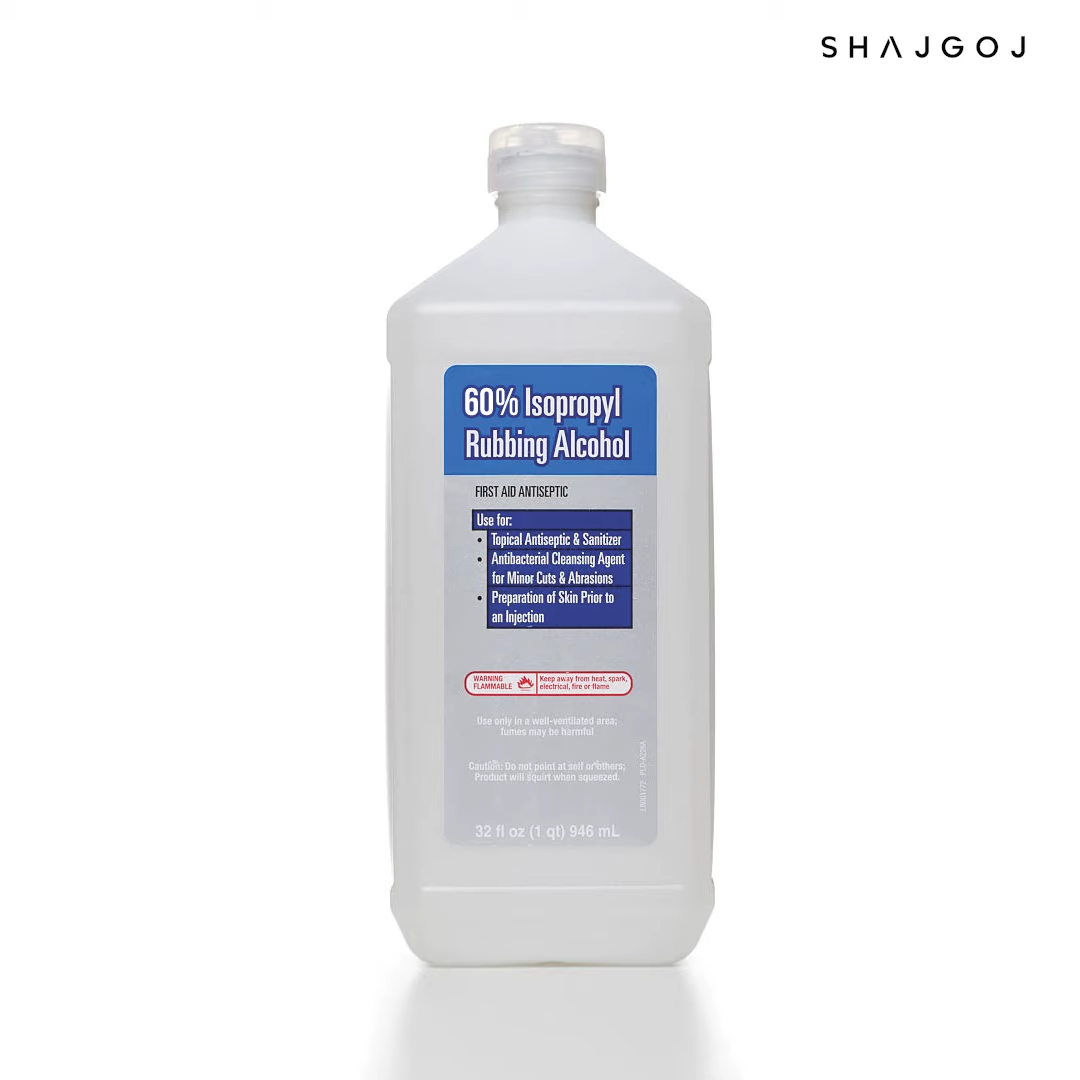 SHAJGOJ
60% Isopropyl
Rubbing Alcohol
FIRST AID ANTISEPTIC
Use for:
• Topical Antiseptic & Sanitizer
• Antibacterial Cleansing Agent
for Minor Cuts & Abrasions
• Preparation of Skin Prior to
an Injection
WARNING
FLAMMABLE
Keep away from heat, spark,
electrical, fire or flame
Use only in a well-ventilated area;
fumes may be harmful
Caution: Do not point at self or others;
Product will squirt when squeezed.
32 fl oz (1 qt) 946 mL